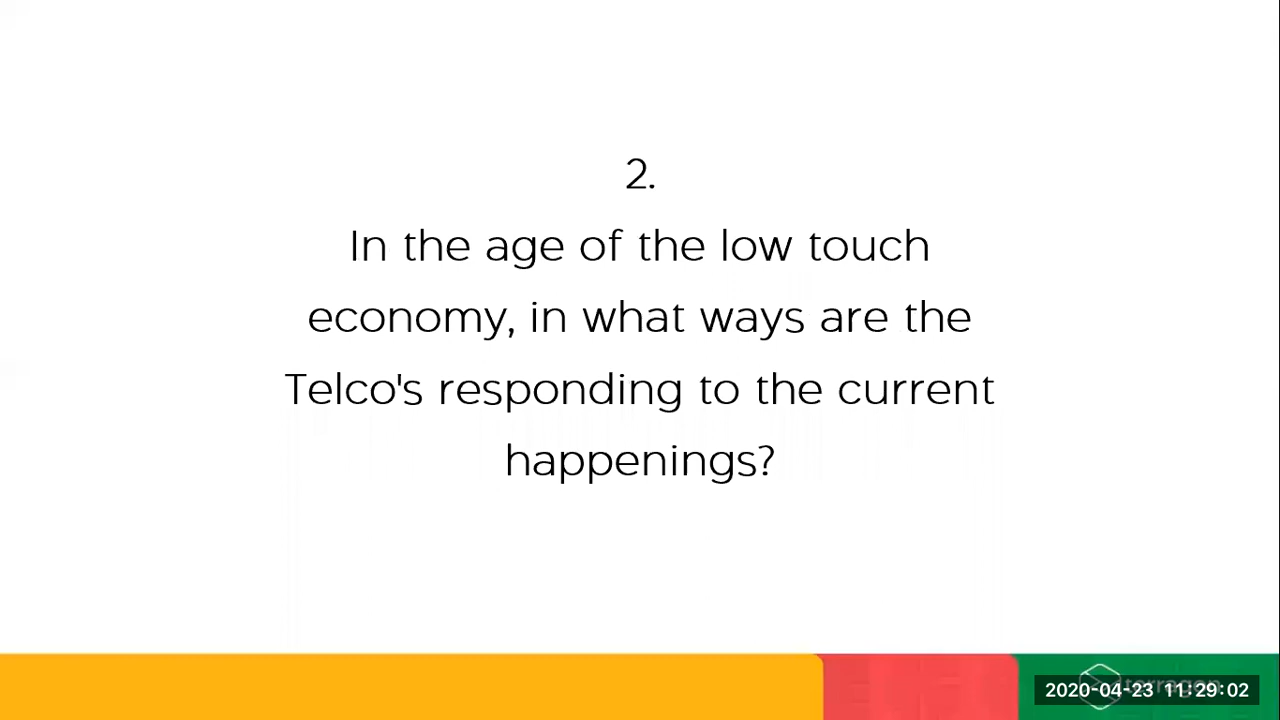 2.
In the age of the low touch
economy, in what ways are the
Telco's responding to the current
happenings?
2020-04-23 11:29:02